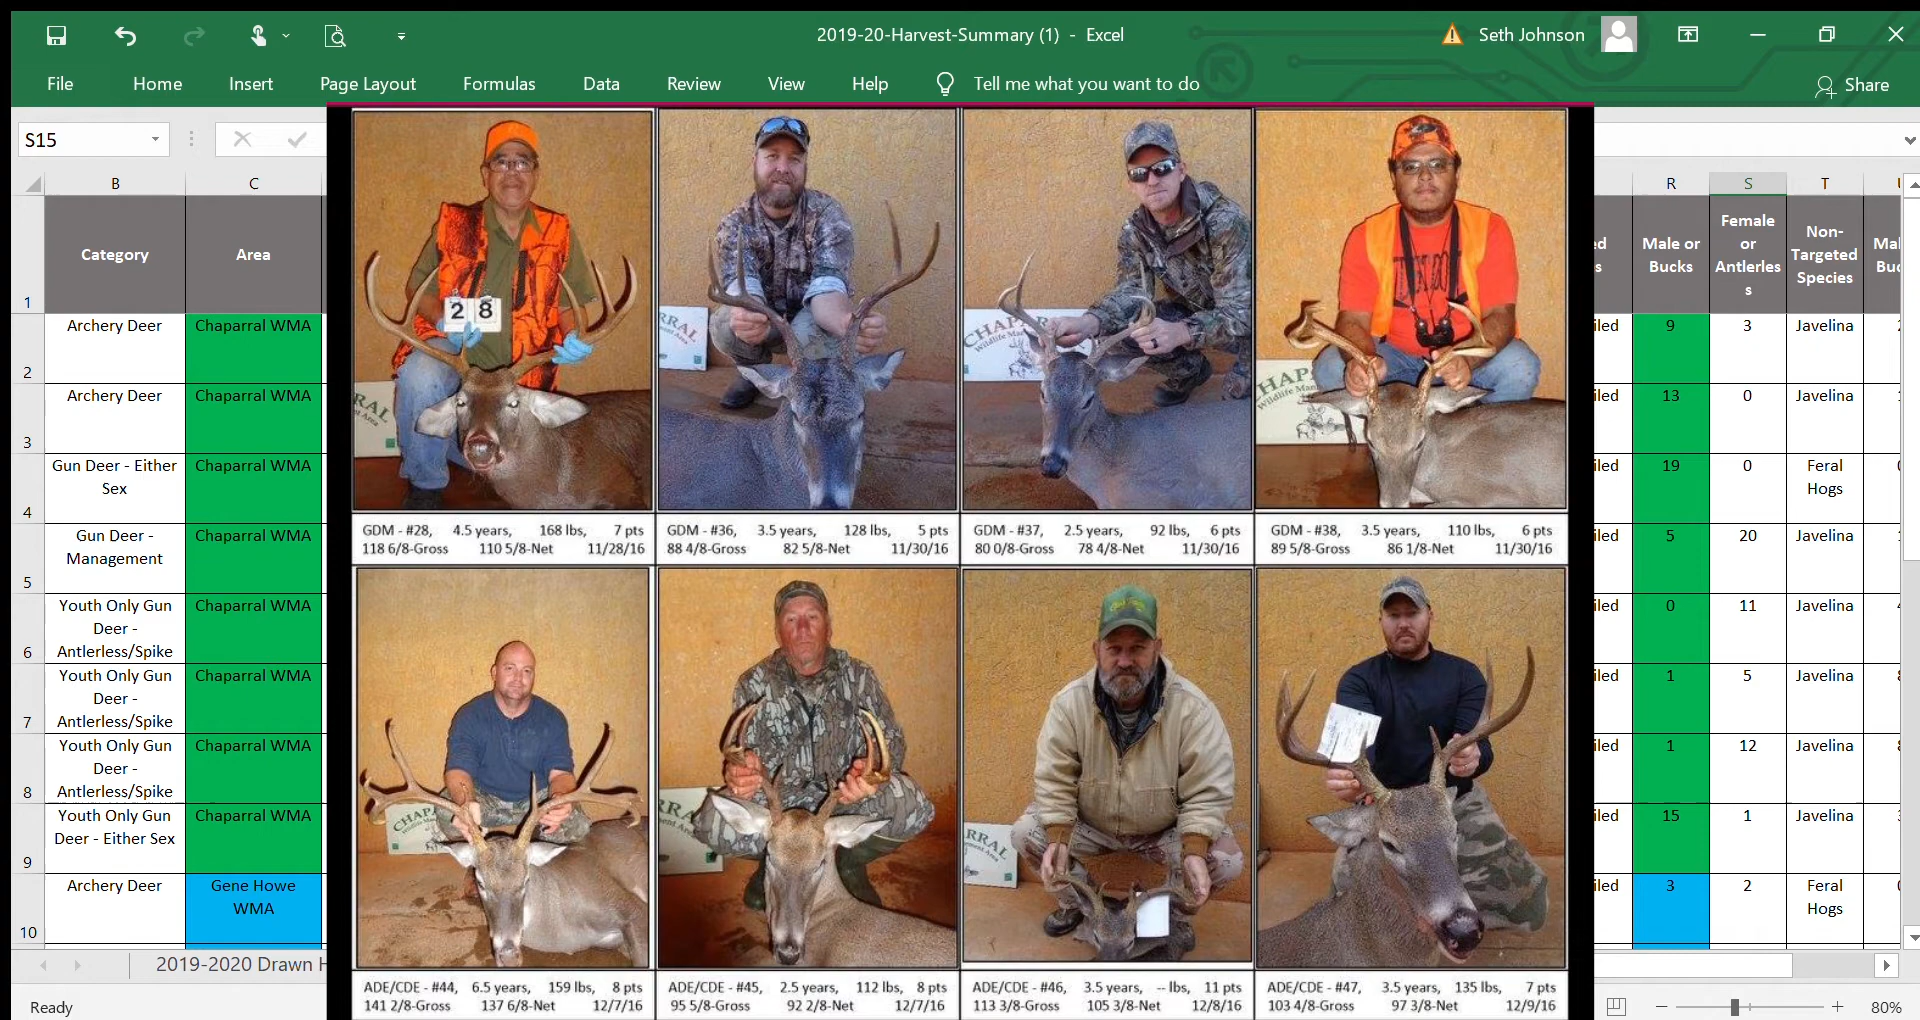 2019-20-Harvest-Summary (1) - Excel
Seth Johnson
File Home Insert Page Layout Formulas Data Review View Help Tell me what you want to do Share
S15
B C R S T
1 Category Area Male or Bucks Female or Antlerless Non-Targeted Species
2 Archery Deer Chaparral WMA 9 3 Javelina
3 Archery Deer Chaparral WMA 13 0 Javelina
4 Gun Deer - Either Sex Chaparral WMA 19 0 Feral Hogs
5 Gun Deer - Management Chaparral WMA 5 20 Javelina
6 Youth Only Gun Deer - Antlerless/Spike Chaparral WMA 0 11 Javelina
7 Youth Only Gun Deer - Antlerless/Spike Chaparral WMA 1 5 Javelina
8 Youth Only Gun Deer - Antlerless/Spike Chaparral WMA 1 12 Javelina
9 Youth Only Gun Deer - Either Sex Chaparral WMA 15 1 Javelina
10 Archery Deer Gene Howe WMA 3 2 Feral Hogs
28
GDM - #28, 4.5 years, 168 lbs, 7 pts
118 6/8-Gross 110 5/8-Net 11/28/16
GDM - #36, 3.5 years, 128 lbs, 5 pts
88 4/8-Gross 82 5/8-Net 11/30/16
GDM - #37, 2.5 years, 92 lbs, 6 pts
80 0/8-Gross 78 4/8-Net 11/30/16
GDM - #38, 3.5 years, 110 lbs, 6 pts
89 5/8-Gross 86 1/8-Net 11/30/16
ADE/CDE - #44, 6.5 years, 159 lbs, 8 pts
141 2/8-Gross 137 6/8-Net 12/7/16
ADE/CDE - #45, 2.5 years, 112 lbs, 8 pts
95 5/8-Gross 92 2/8-Net 12/7/16
ADE/CDE - #46, 3.5 years, -- lbs, 11 pts
113 3/8-Gross 105 3/8-Net 12/8/16
ADE/CDE - #47, 3.5 years, 135 lbs, 7 pts
103 4/8-Gross 97 3/8-Net 12/9/16
2019-2020 Drawn H
Ready
80%